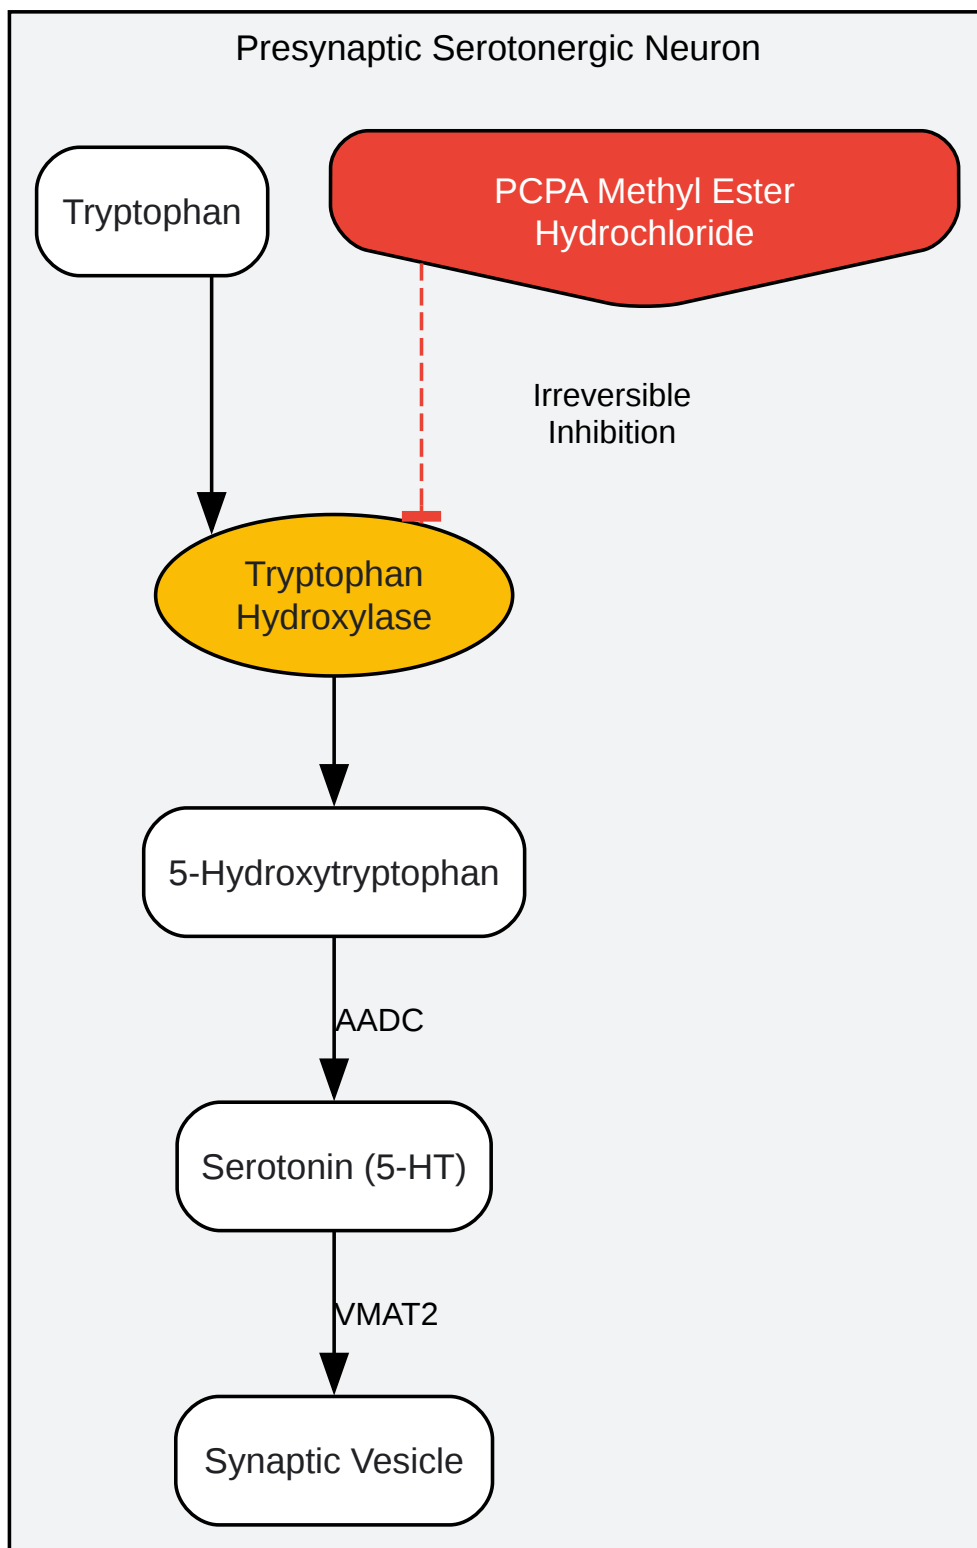 Presynaptic Serotonergic Neuron
Tryptophan
PCPA Methyl Ester
Hydrochloride
Irreversible
Inhibition
Tryptophan
Hydroxylase
5-Hydroxytryptophan
AADC
Serotonin (5-HT)
VMAT2
Synaptic Vesicle